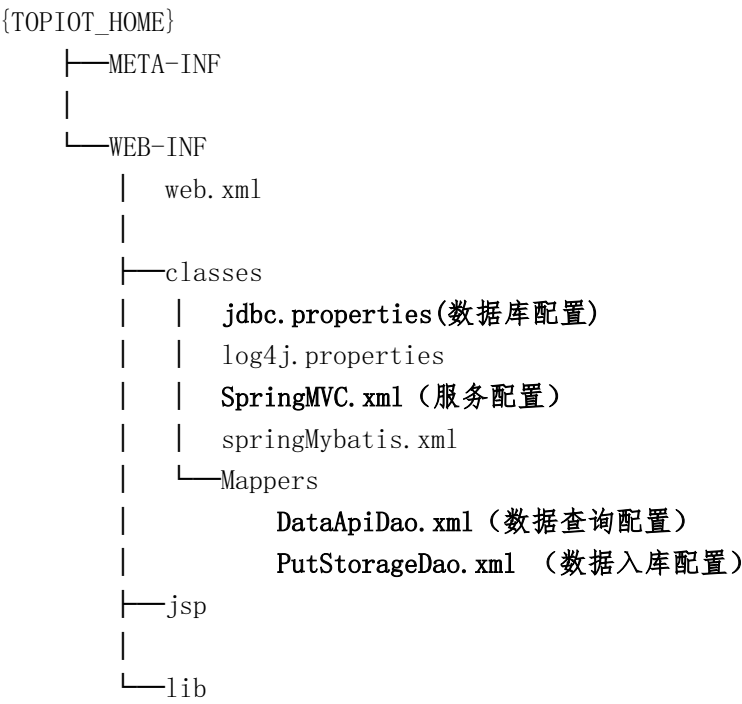 {TOPIOT_HOME}
├──META-INF
│
└──WEB-INF
│ web.xml
│
├──classes
│ │ jdbc.properties(数据库配置)
│ │ log4j.properties
│ │ SpringMVC.xml（服务配置）
│ │ springMybatis.xml
│ └──Mappers
│ DataApiDao.xml（数据查询配置）
│ PutStorageDao.xml （数据入库配置）
├──jsp
│
└──lib